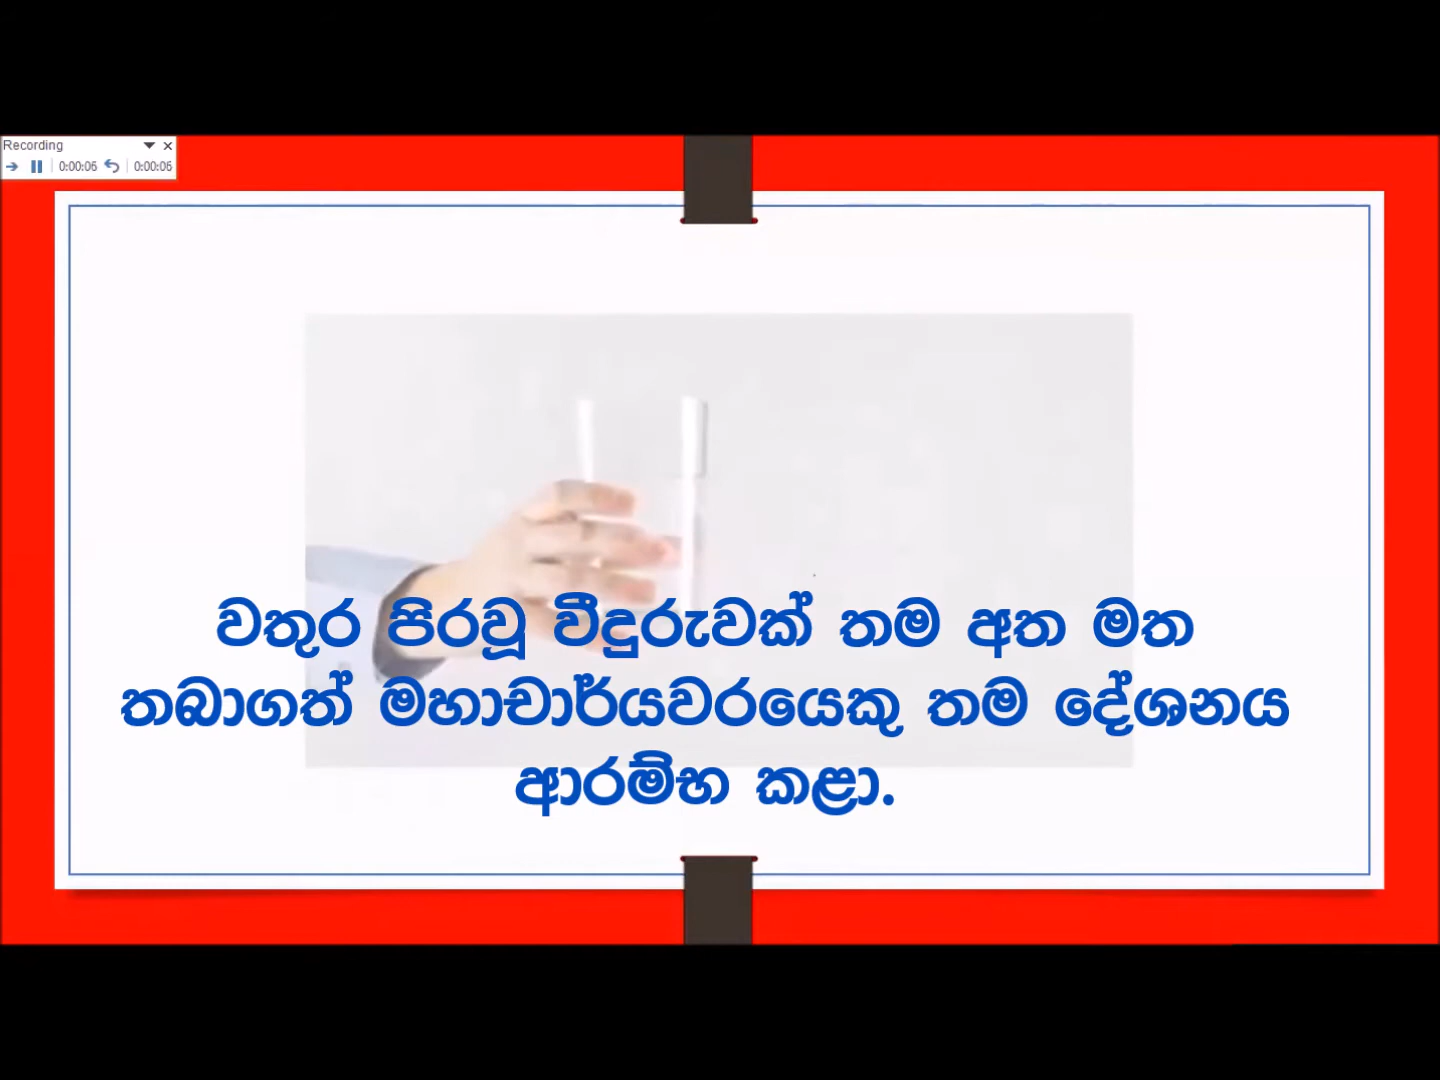 Recording
0:00:06 0:00:06
වතුර පිරවූ වීදුරුවක් තම අත මත
තබාගත් මහාචාර්යවරයෙකු තම දේශනය
ආරම්භ කළා.